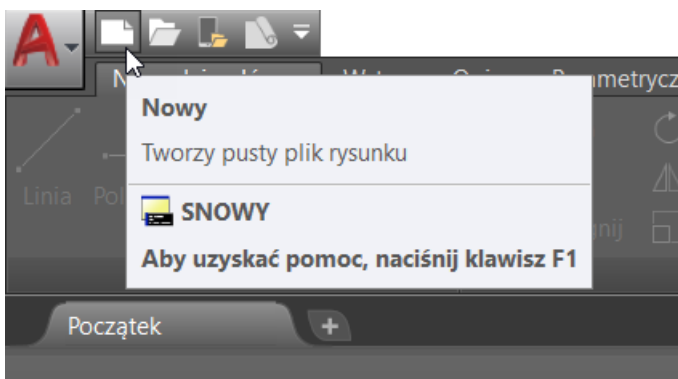 A
Nowy
Tworzy pusty plik rysunku
SNOWY
Aby uzyskać pomoc, naciśnij klawisz F1
Linia
Początek